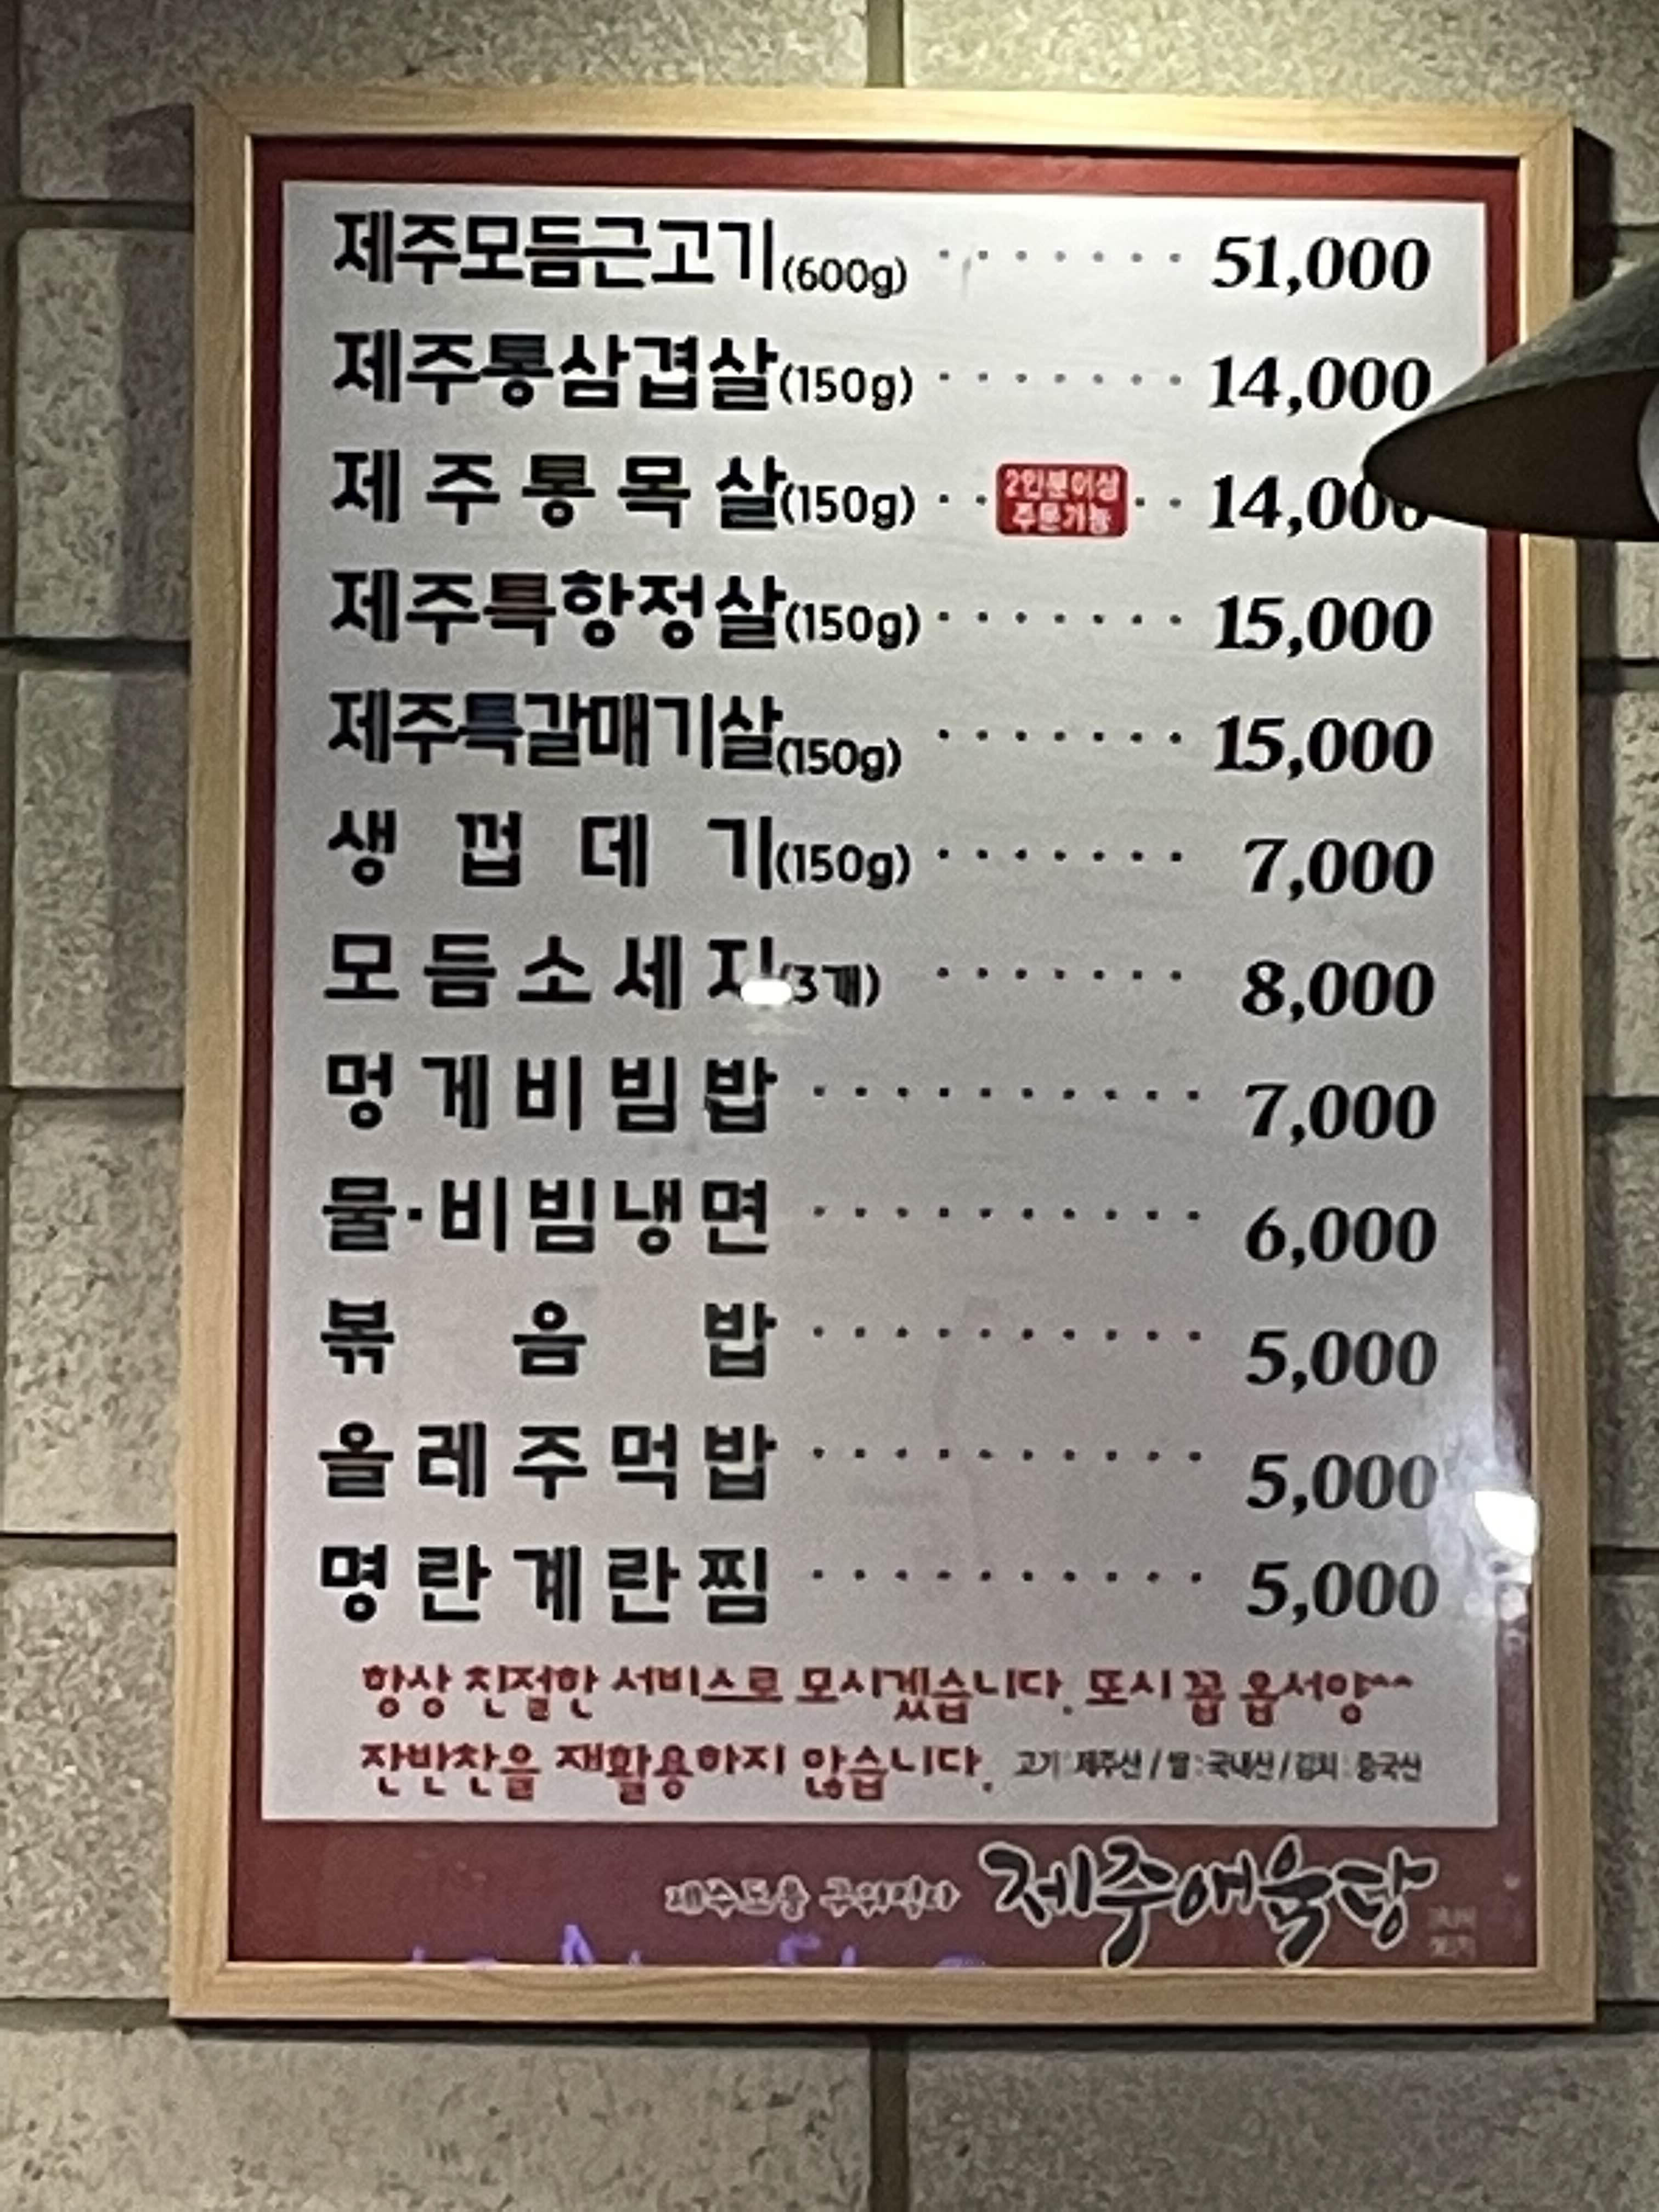 제주모듬근고기(600g) ······· 51,000
제주통삼겹살(150g) ······· 14,000
제주통목살(150g) ·· 2인분이상 주문가능 ·· 14,000
제주특항정살(150g) ······· 15,000
제주특갈매기살(150g) ······· 15,000
생껍데기(150g) ······· 7,000
모듬소세지(3개) ······· 8,000
멍게비빔밥 ·········· 7,000
물·비빔냉면 ·········· 6,000
볶음밥 ·········· 5,000
올레주먹밥 ·········· 5,000
명란계란찜 ·········· 5,000
항상 친절한 서비스로 모시겠습니다. 또시 꼽 옵서양^^
잔반찬을 재활용하지 않습니다. 고기 : 제주산 / 쌀 : 국내산 / 김치 : 중국산
제주도를 구워먹다 제주애육당